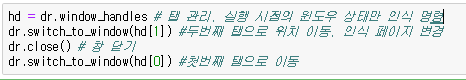 hd = dr.window_handles # 탭 관리. 실행 시점의 윈도우 상태만 인식 명령
dr.switch_to_window(hd[1]) #두번째 탭으로 위치 이동, 인식 페이지 변경
dr.close() # 창 닫기
dr.switch_to_window(hd[0]) #첫번째 탭으로 이동